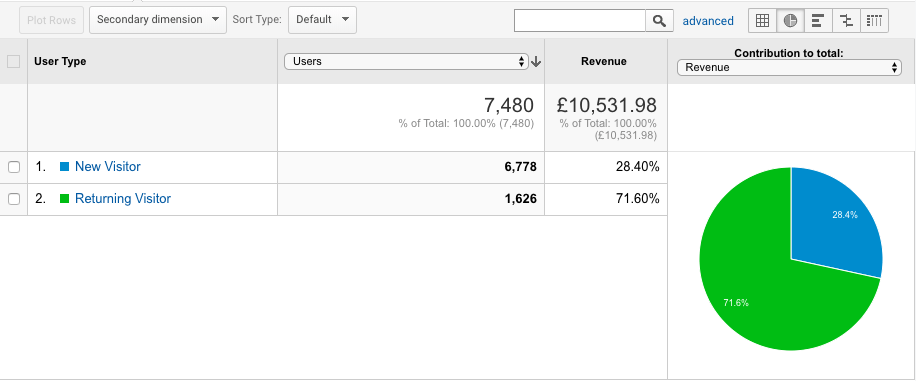 Plot Rows Secondary dimension Sort Type: Default advanced
User Type Users Revenue Contribution to total:
Revenue
7,480 £10,531.98
% of Total: 100.00% (7,480) % of Total: 100.00%
(£10,531.98)
1. New Visitor 6,778 28.40%
2. Returning Visitor 1,626 71.60%
28.4%
71.6%